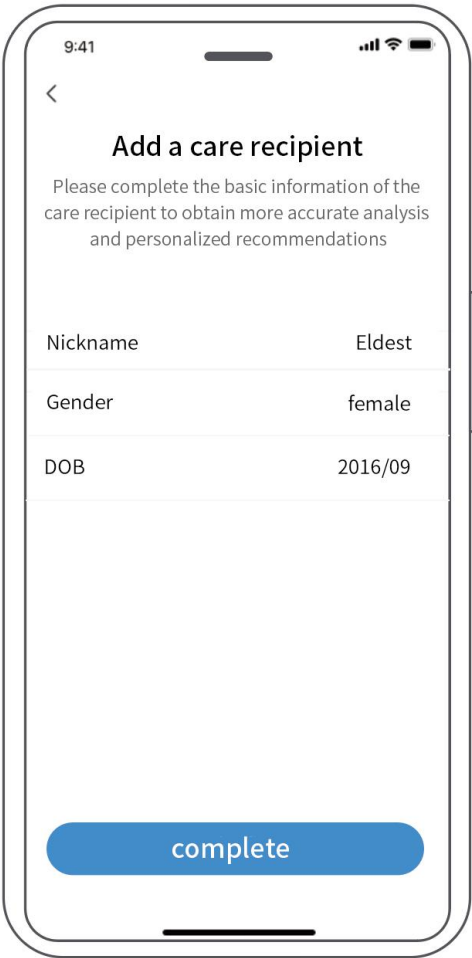 9:41
Add a care recipient
Please complete the basic information of the
care recipient to obtain more accurate analysis
and personalized recommendations
Nickname Eldest
Gender female
DOB 2016/09
complete